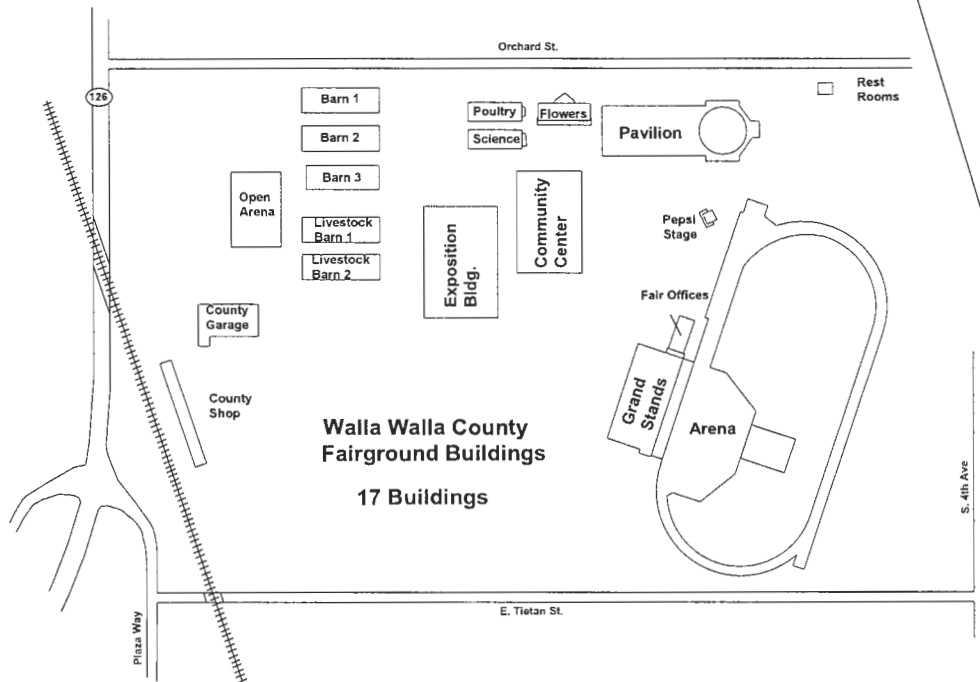 Orchard St.
126
Barn 1
Poultry
Flowers
Rest
Rooms
Barn 2
Science
Pavilion
Barn 3
Open
Arena
Livestock
Barn 1
Livestock
Barn 2
Exposition
Bldg.
Community
Center
Pepsi
Stage
Fair Offices
County
Garage
County
Shop
Grand
Stands
Arena
Walla Walla County
Fairground Buildings
17 Buildings
S. 4th Ave
E. Tietan St.
Plaza Way